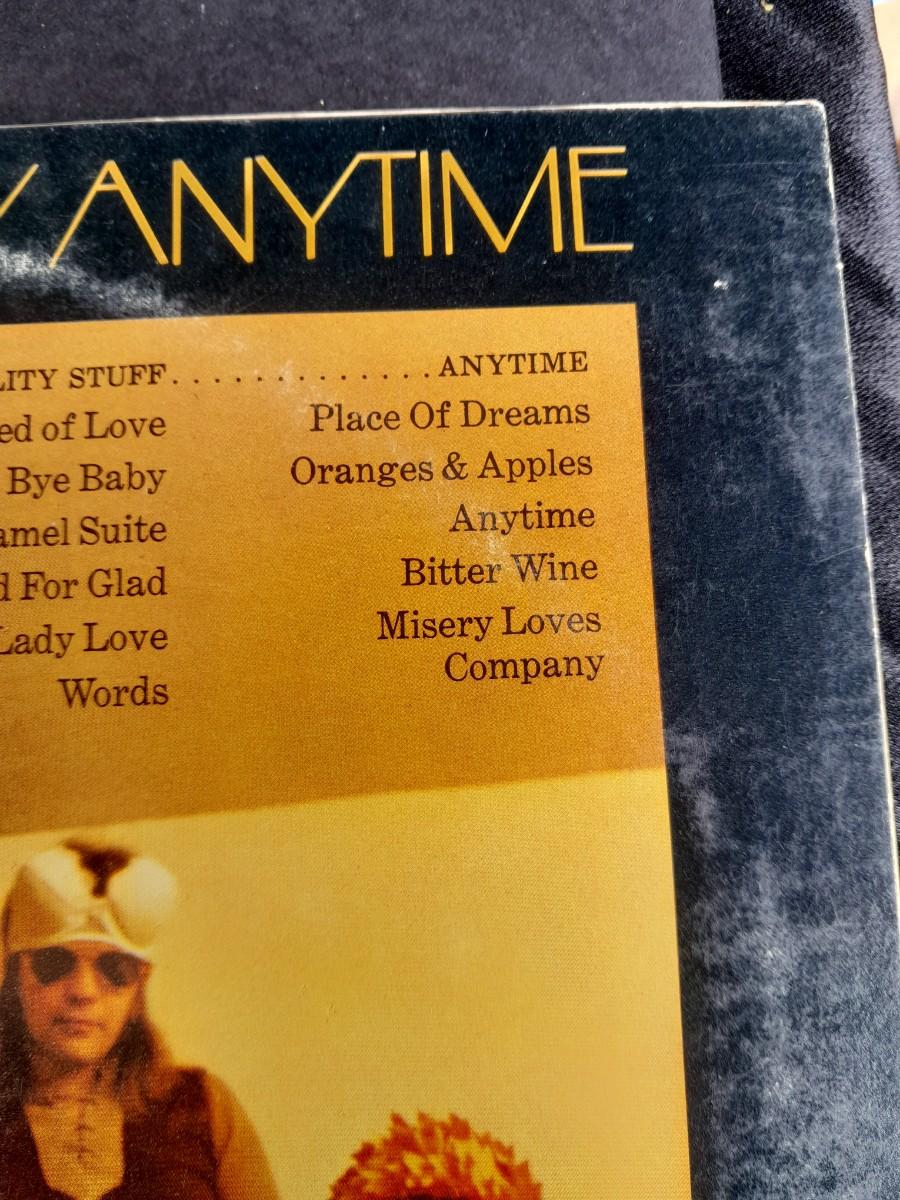 ANYTIME
LITY STUFF.............ANYTIME
ed of Love
Bye Baby
amel Suite
d For Glad
Lady Love
Words
Place Of Dreams
Oranges & Apples
Anytime
Bitter Wine
Misery Loves
Company